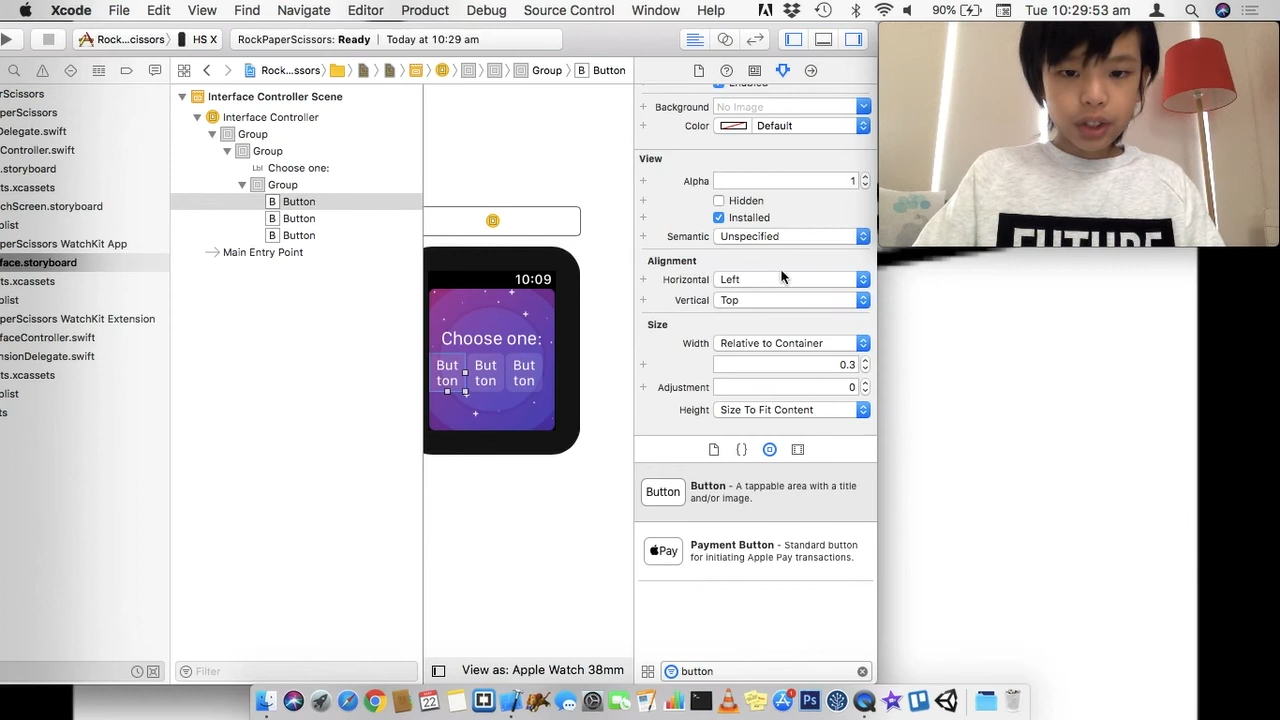 Xcode File Edit View Find Navigate Editor Product Debug Source Control Window Help 90% Tue 10:29:53 am
Rock...cissors HS X RockPaperScissors: Ready Today at 10:29 am
Rock...ssors Group B Button
Enabled
rScissors
perScissors
Delegate.swift
Controller.swift
.storyboard
ts.xcassets
chScreen.storyboard
plist
perScissors WatchKit App
face.storyboard
ts.xcassets
plist
perScissors WatchKit Extension
faceController.swift
nsionDelegate.swift
ts.xcassets
plist
ts
Interface Controller Scene
Interface Controller
Group
Group
Lbl Choose one:
Group
B Button
B Button
B Button
Main Entry Point
10:09
Choose one:
But
ton
But
ton
But
ton
Background No Image
Color Default
View
Alpha 1
Hidden
Installed
Semantic Unspecified
Alignment
Horizontal Left
Vertical Top
Size
Width Relative to Container
0.3
Adjustment 0
Height Size To Fit Content
Button Button - A tappable area with a title
and/or image.
Pay Payment Button - Standard button
for initiating Apple Pay transactions.
Filter
View as: Apple Watch 38mm
button
FUTURE
22
Ps